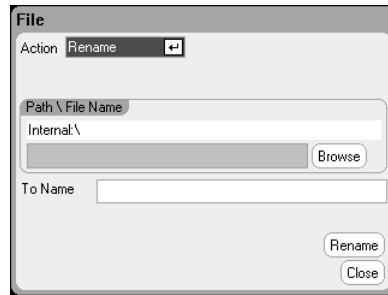 File
Action Rename
Path \ File Name
Internal:\
Browse
To Name
Rename
Close